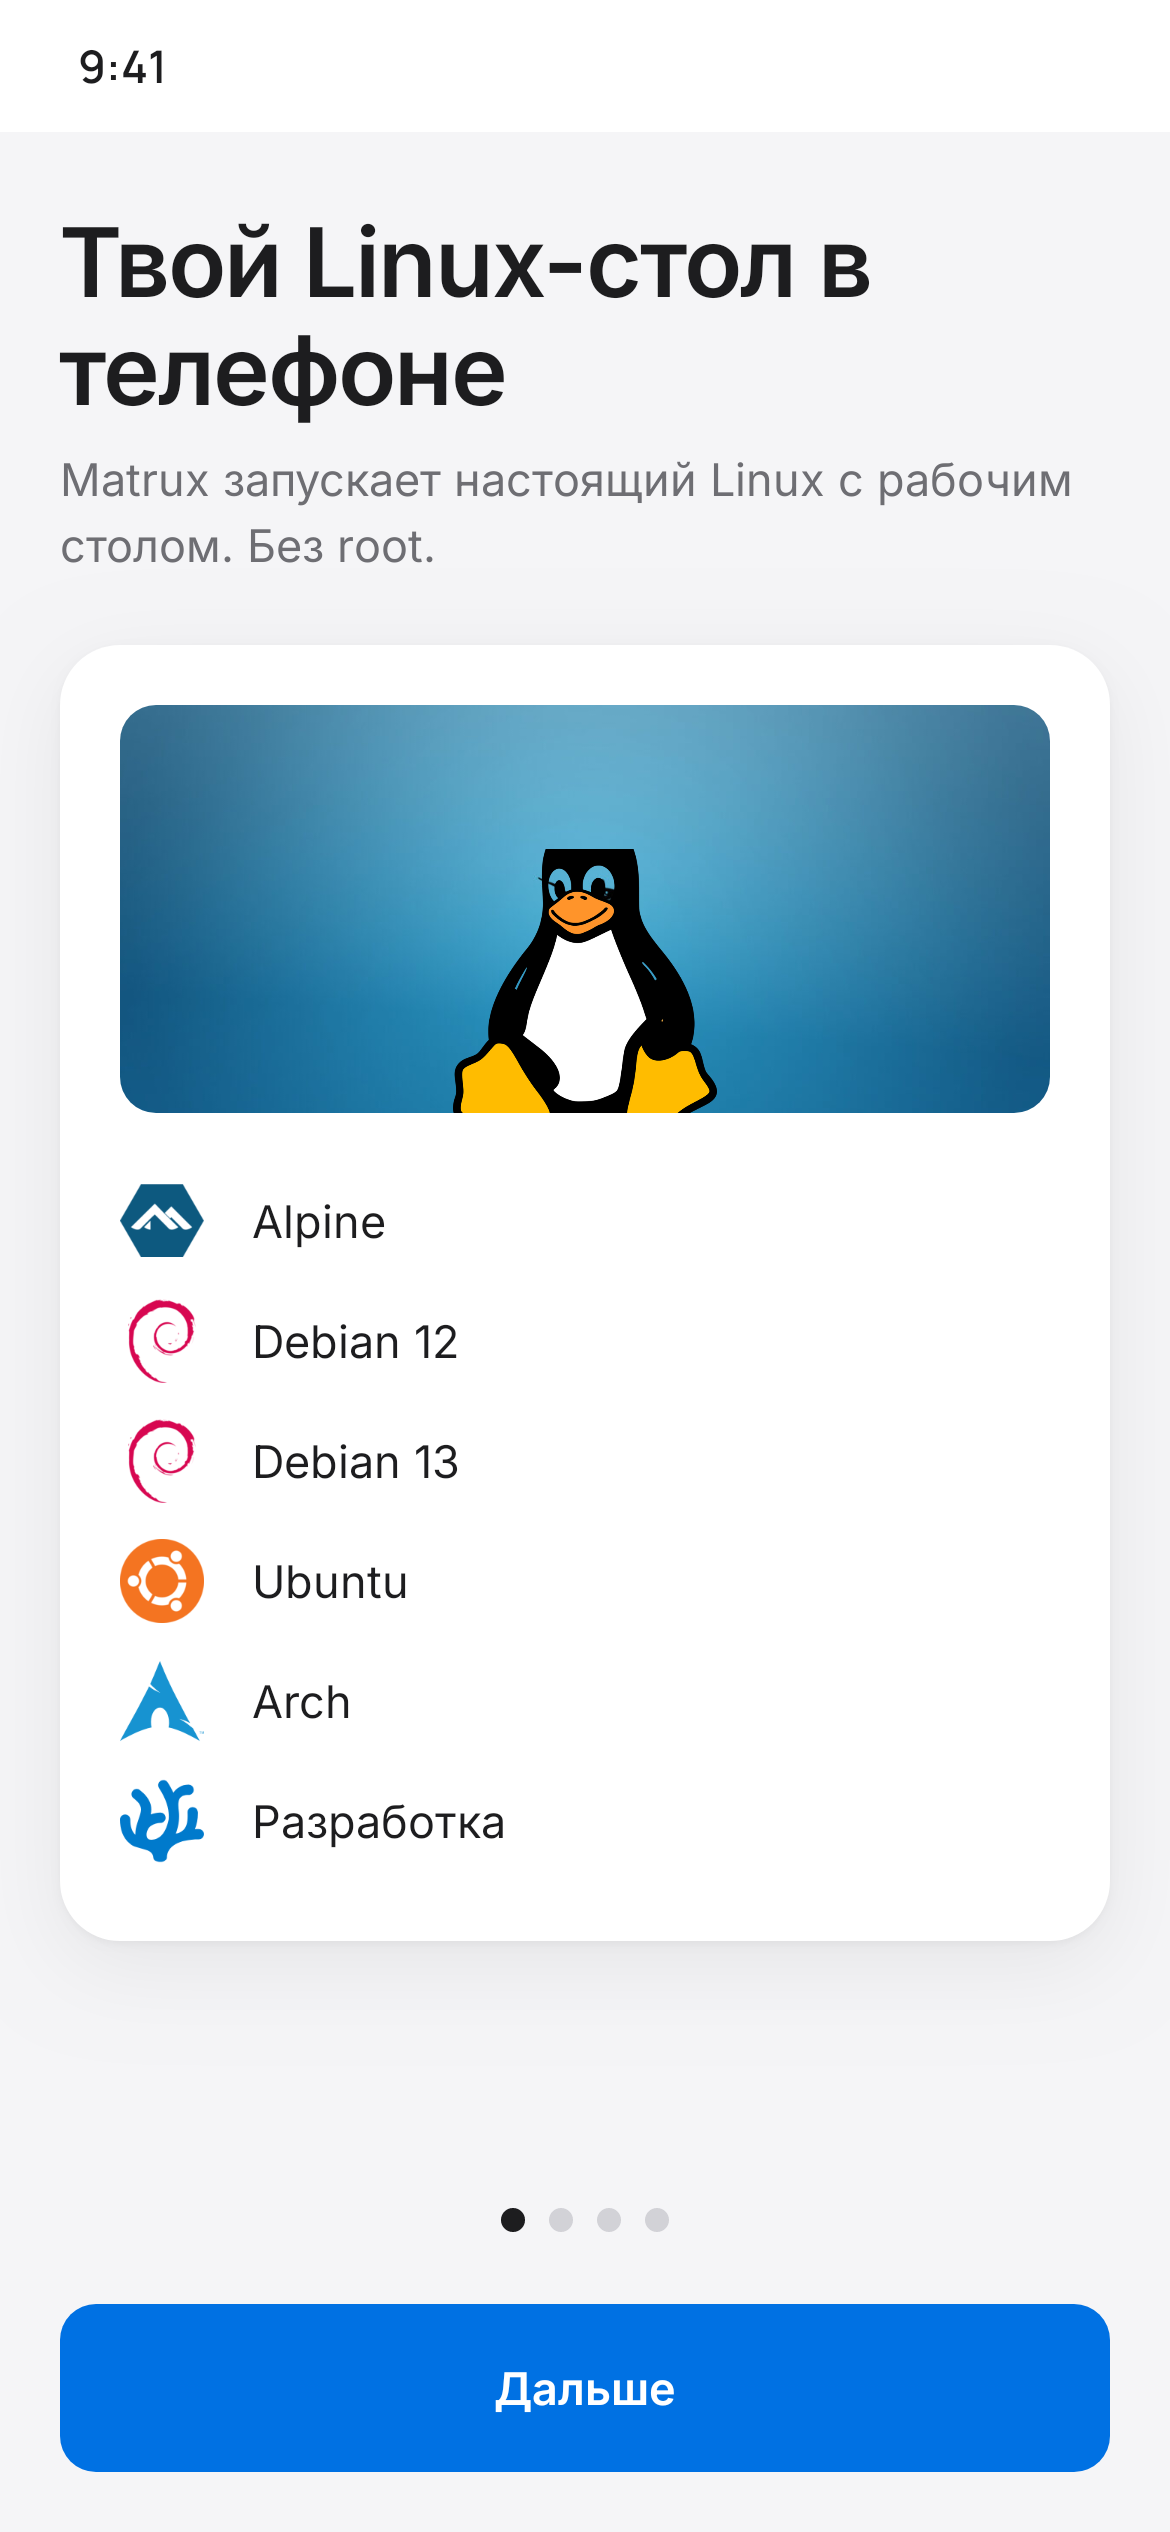 9:41
Твой Linux-стол в
телефоне
Matrux запускает настоящий Linux с рабочим
столом. Без root.
Alpine
Debian 12
Debian 13
Ubuntu
Arch
Разработка
Дальше